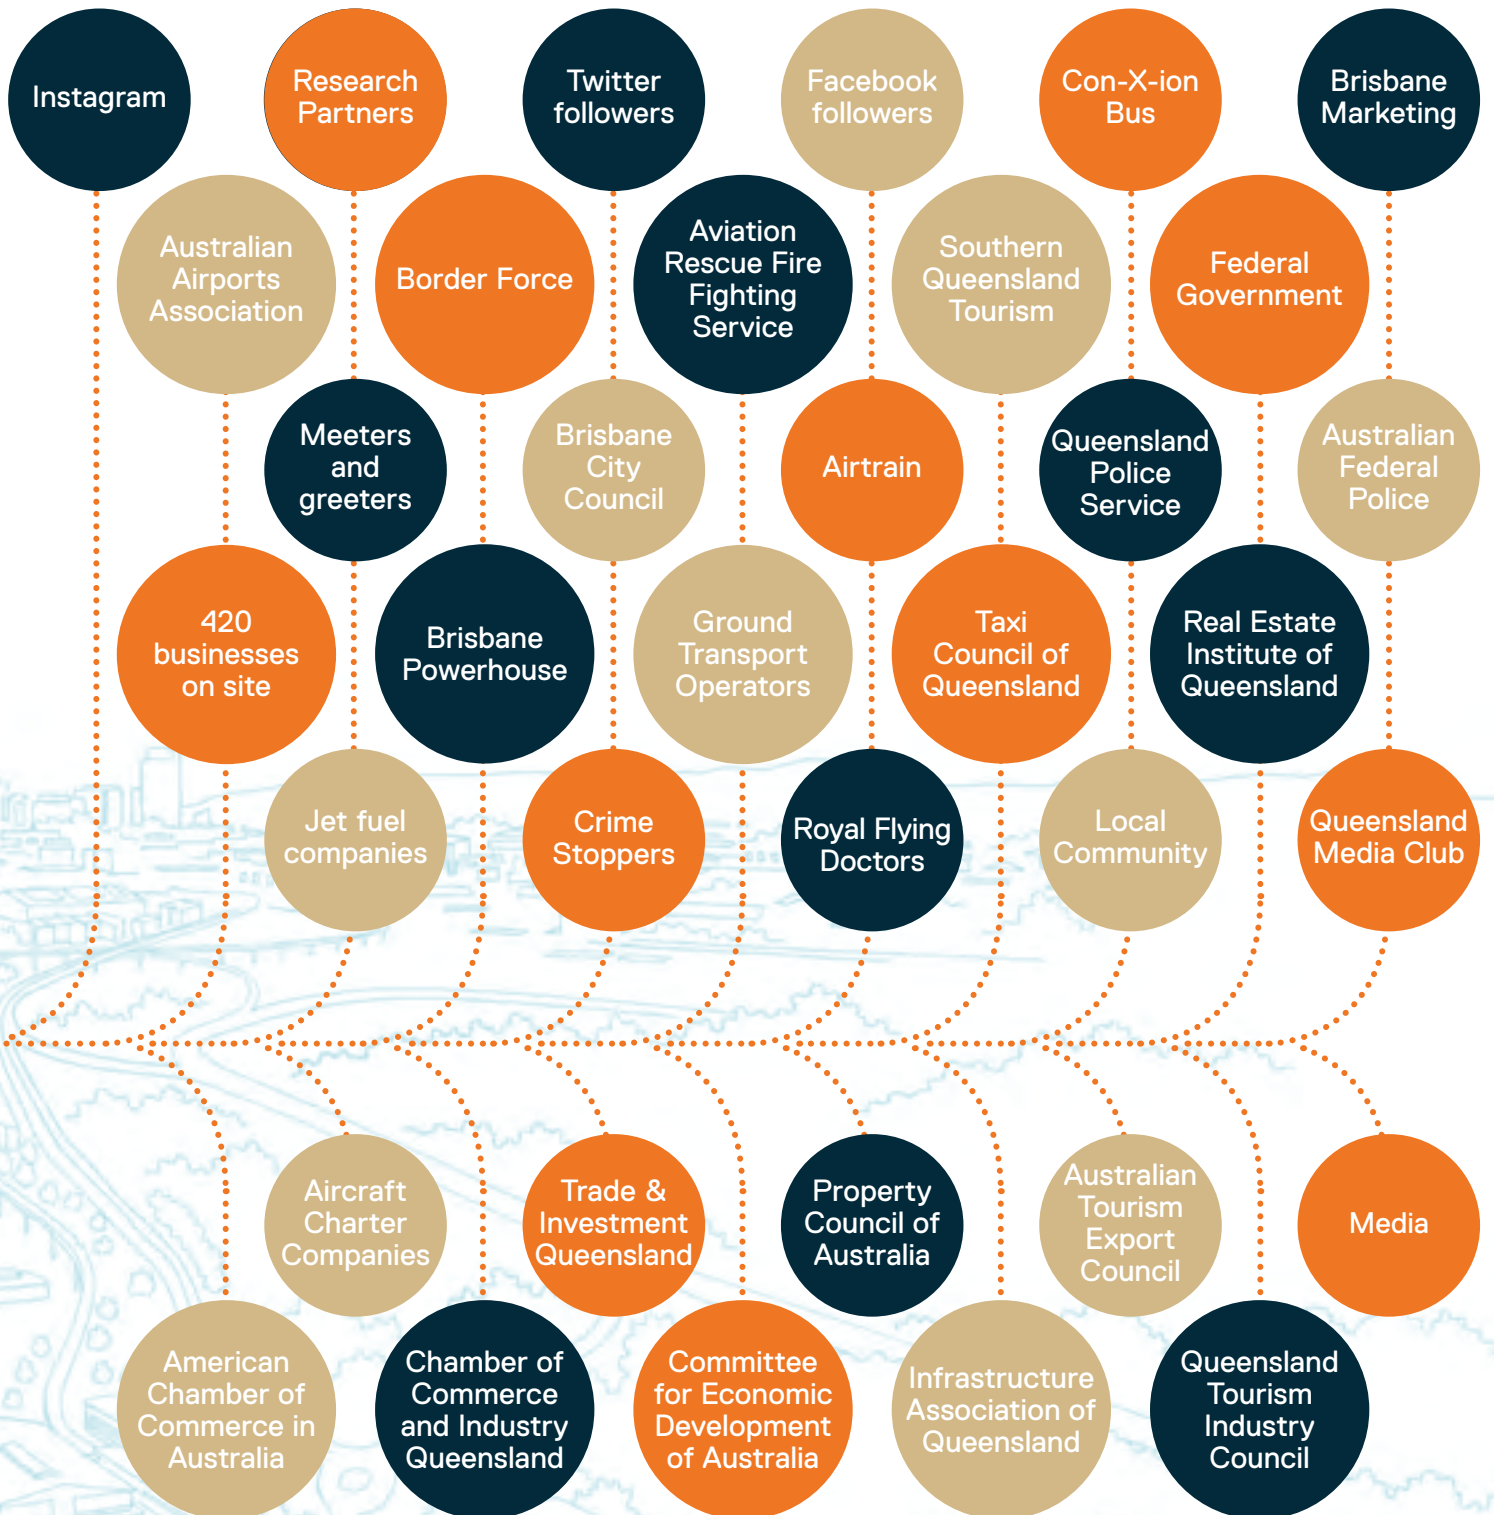 Instagram
Research
Partners
Twitter
followers
Facebook
followers
Con-X-ion
Bus
Brisbane
Marketing
Australian
Airports
Association
Border Force
Aviation
Rescue Fire
Fighting
Service
Southern
Queensland
Tourism
Federal
Government
Meeters
and
greeters
Brisbane
City
Council
Airtrain
Queensland
Police
Service
Australian
Federal
Police
420
businesses
on site
Brisbane
Powerhouse
Ground
Transport
Operators
Taxi
Council of
Queensland
Real Estate
Institute of
Queensland
Jet fuel
companies
Crime
Stoppers
Royal Flying
Doctors
Local
Community
Queensland
Media Club
Aircraft
Charter
Companies
Trade &
Investment
Queensland
Property
Council of
Australia
Australian
Tourism
Export
Council
Media
American
Chamber of
Commerce in
Australia
Chamber of
Commerce
and Industry
Queensland
Committee
for Economic
Development
of Australia
Infrastructure
Association of
Queensland
Queensland
Tourism
Industry
Council